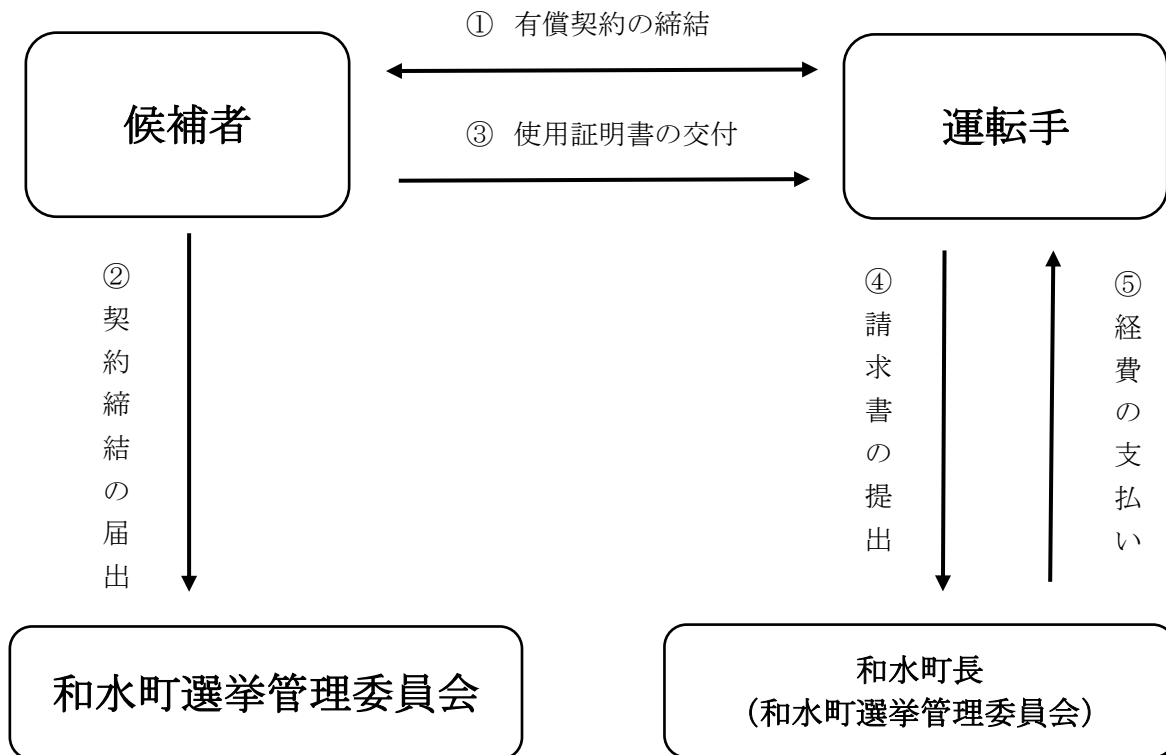 ① 有償契約の締結
候補者
運転手
③ 使用証明書の交付
②契約締結の届出
④請求書の提出
⑤経費の支払い
和水町選挙管理委員会
和水町長
（和水町選挙管理委員会）